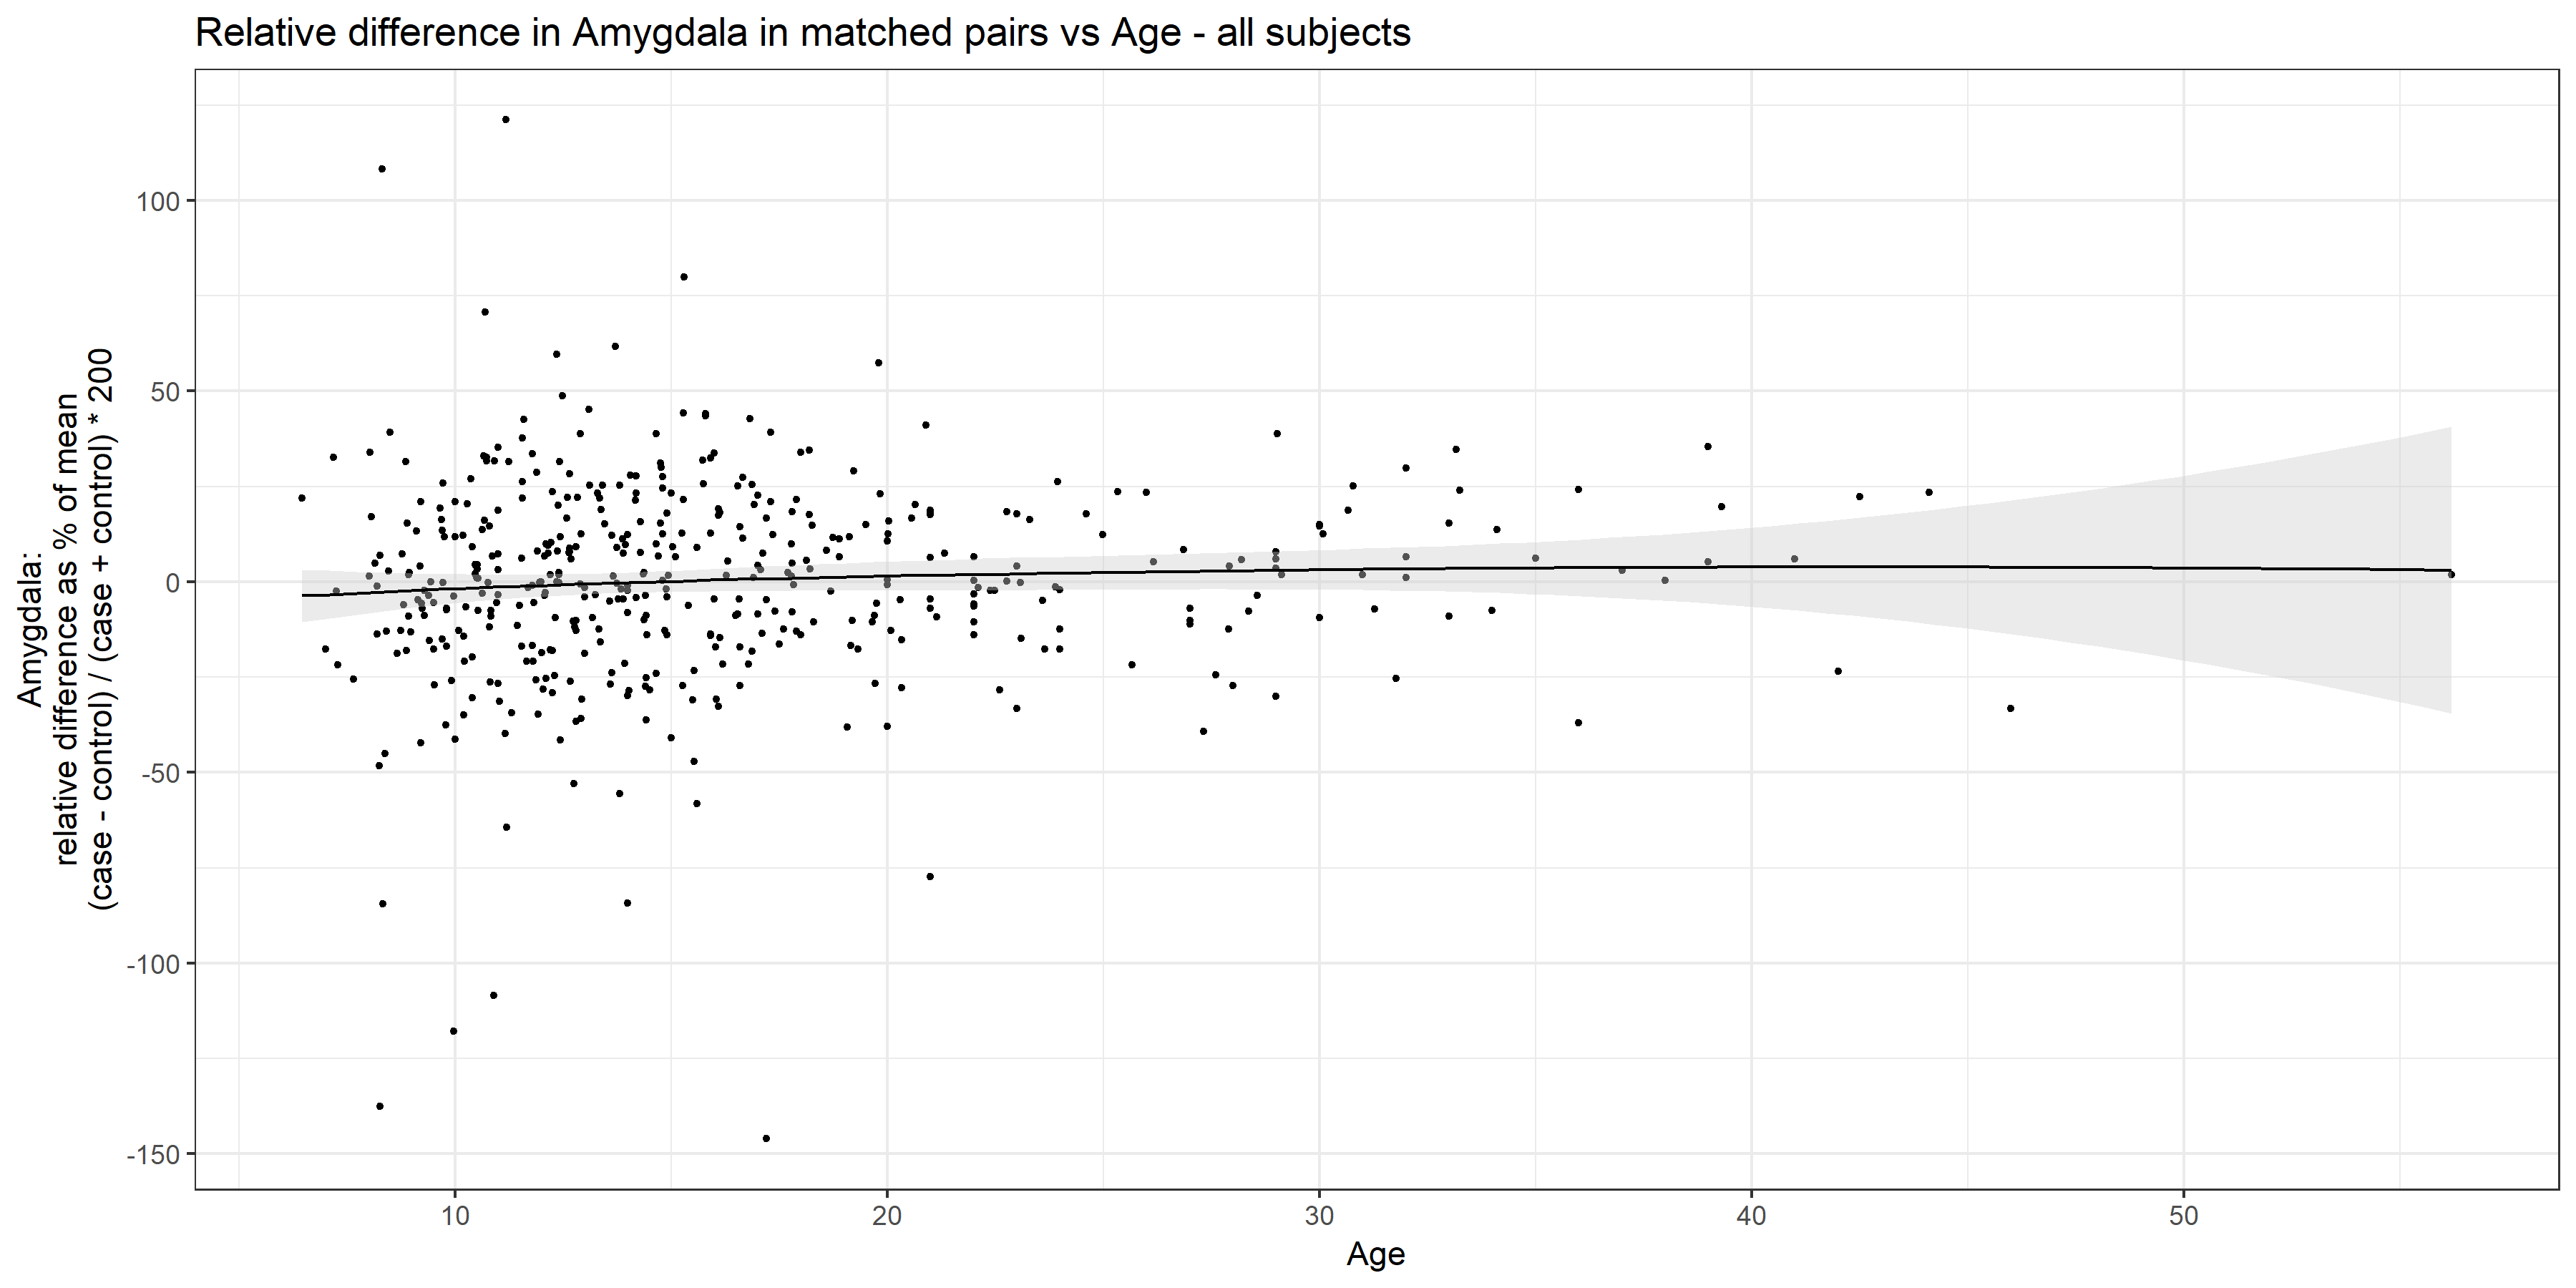 Relative difference in Amygdala in matched pairs vs Age - all subjects
Amygdala:
relative difference as % of mean
(case - control) / (case + control) * 200
100
50
0
-50
-100
-150
10
20
30
40
50
Age